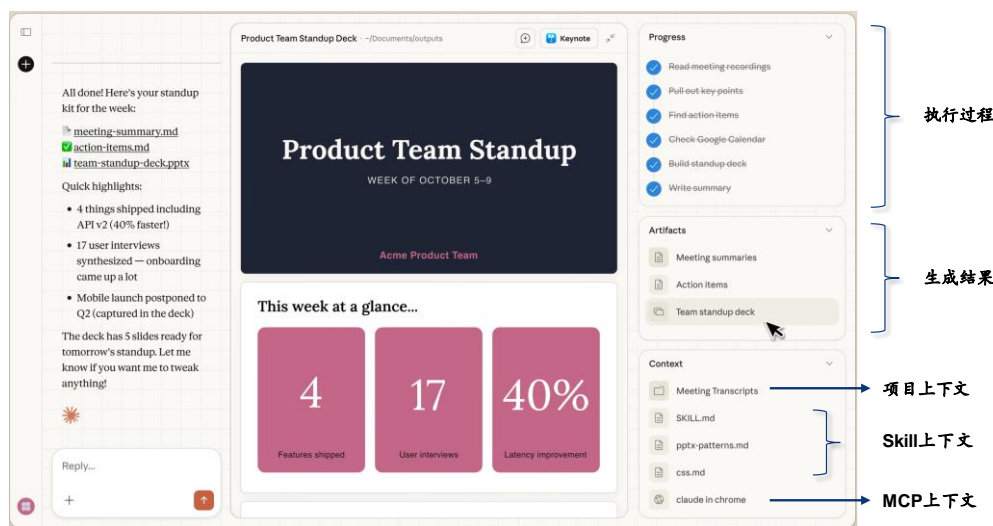 Product Team Standup Deck · ~/Documents/outputs
Keynote
All done! Here's your standup
kit for the week:
meeting-summary.md
action-items.md
team-standup-deck.pptx
Quick highlights:
• 4 things shipped including
API v2 (40% faster!)
• 17 user interviews
synthesized — onboarding
came up a lot
• Mobile launch postponed to
Q2 (captured in the deck)
The deck has 5 slides ready for
tomorrow's standup. Let me
know if you want me to tweak
anything!
Reply...
Product Team Standup
WEEK OF OCTOBER 5–9
Acme Product Team
This week at a glance...
4
Features shipped
17
User interviews
40%
Latency improvement
Progress
Read meeting recordings
Pull out key points
Find action items
Check Google Calendar
Build standup deck
Write summary
Artifacts
Meeting summaries
Action items
Team standup deck
Context
Meeting Transcripts
SKILL.md
pptx-patterns.md
css.md
claude in chrome
执行过程
生成结果
项目上下文
Skill上下文
MCP上下文